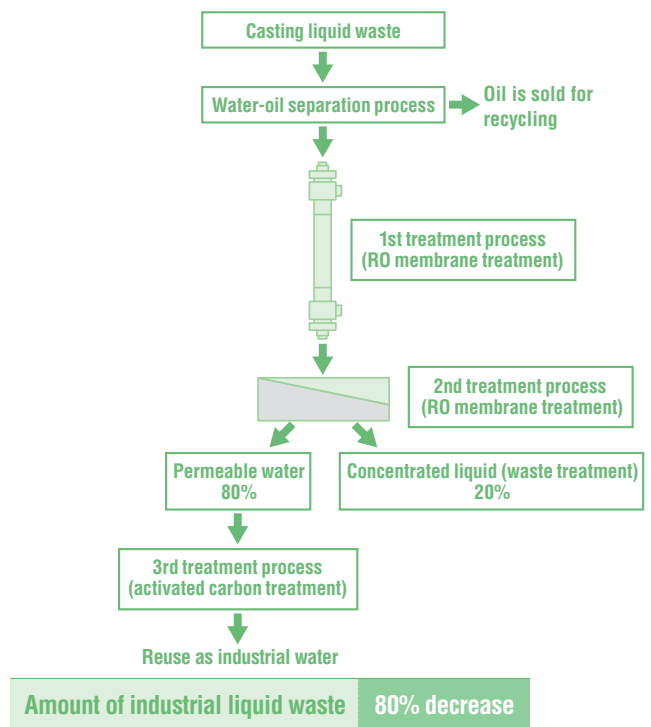 Casting liquid waste
Water-oil separation process
Oil is sold for
recycling
1st treatment process
(RO membrane treatment)
2nd treatment process
(RO membrane treatment)
Permeable water
80%
Concentrated liquid (waste treatment)
20%
3rd treatment process
(activated carbon treatment)
Reuse as industrial water
Amount of industrial liquid waste 80% decrease